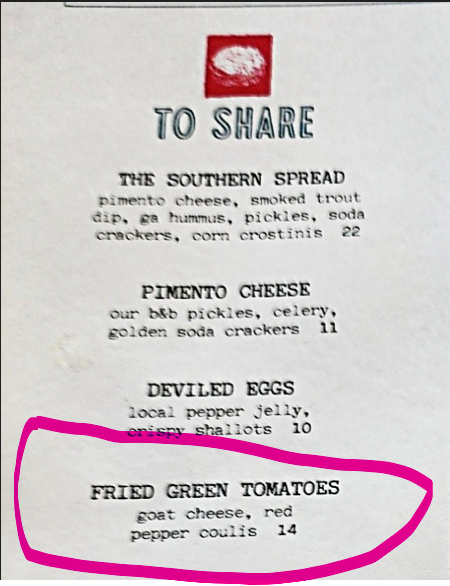 TO SHARE
THE SOUTHERN SPREAD
pimento cheese, smoked trout
dip, ga hummus, pickles, soda
crackers, corn crostinis 22
PIMENTO CHEESE
our b&b pickles, celery,
golden soda crackers 11
DEVILED EGGS
local pepper jelly,
crispy shallots 10
FRIED GREEN TOMATOES
goat cheese, red
pepper coulis 14